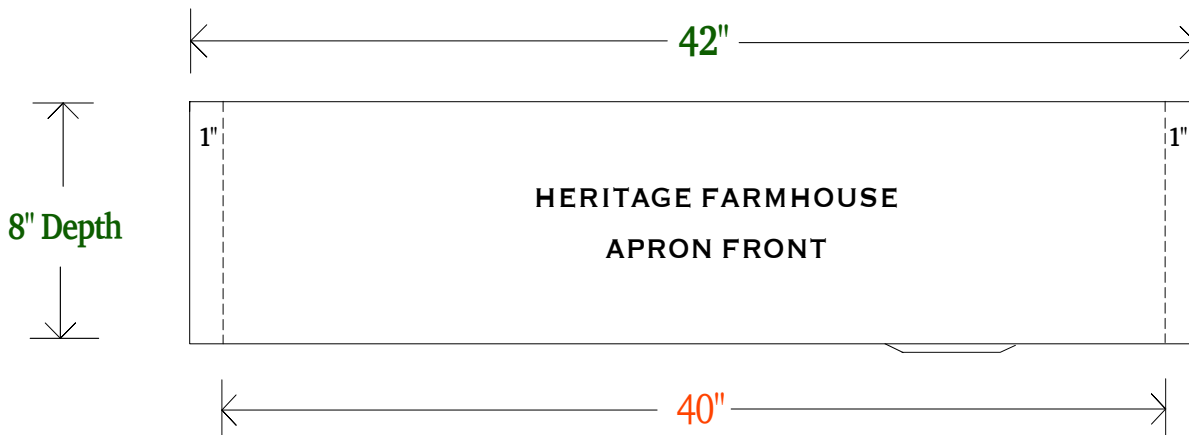 42"
1"
1"
HERITAGE FARMHOUSE
8" Depth
APRON FRONT
40"